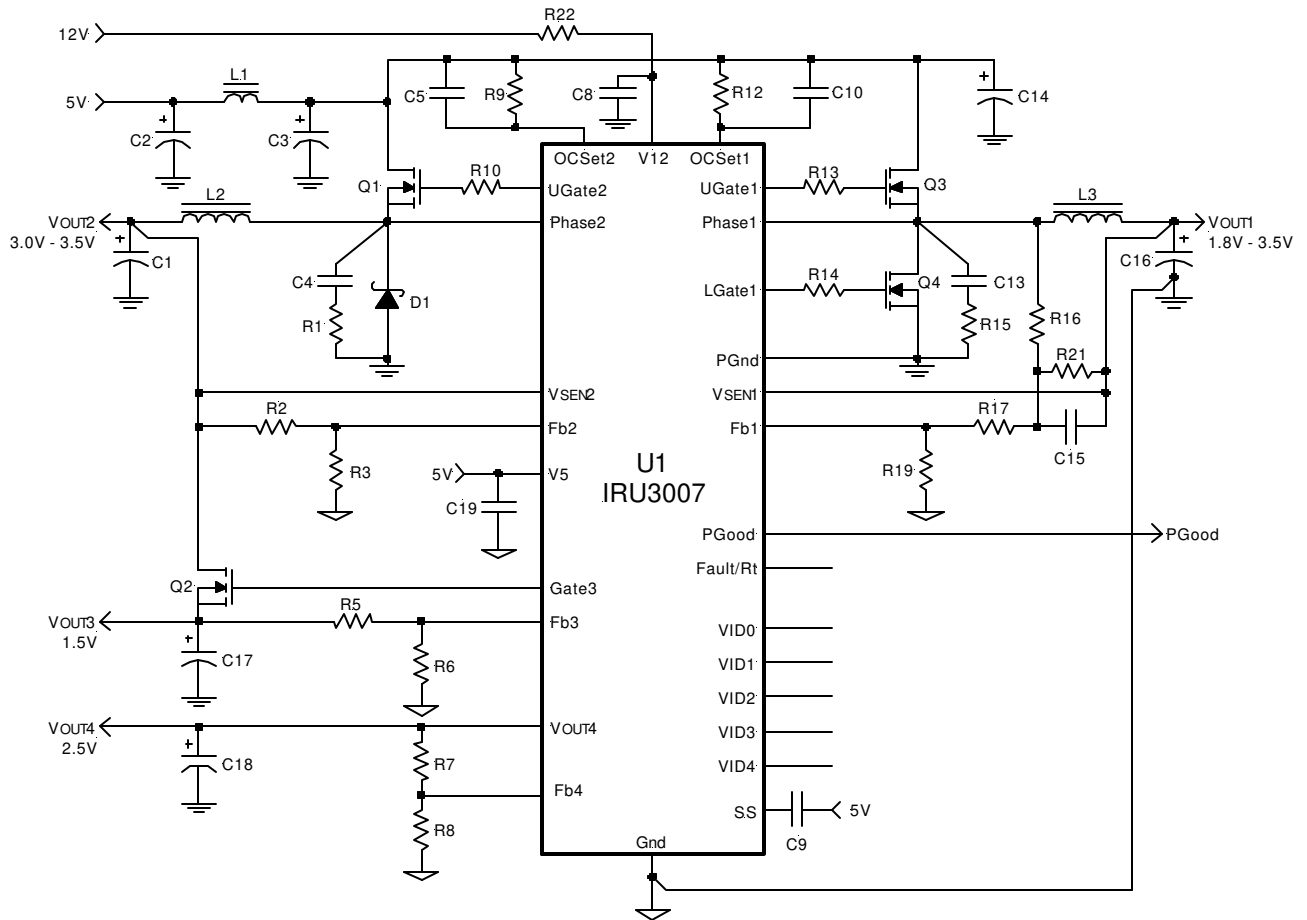 R22
12V
L1
5V
C2
C3
C5
R9
C8
R12
C10
C14
OCSet2
V12
OCSet1
Q1
R10
UGate2
UGate1
R13
Q3
L2
VOUT2
3.0V - 3.5V
Phase2
Phase1
L3
VOUT1
1.8V - 3.5V
C1
C4
D1
R1
LGate1
R14
Q4
C13
R15
C16
R16
PGnd
R21
VSEN2
VSEN1
R2
Fb2
Fb1
R17
C15
R3
R19
5V
V5
C19
U1
IRU3007
PGood
PGood
Fault/Rt
Q2
Gate3
R5
VOUT3
1.5V
Fb3
VID0
C17
R6
VID1
VID2
VOUT4
2.5V
VOUT4
VID3
C18
R7
VID4
Fb4
R8
SS
5V
C9
Gnd
+
+
+
+
+
+
+
+